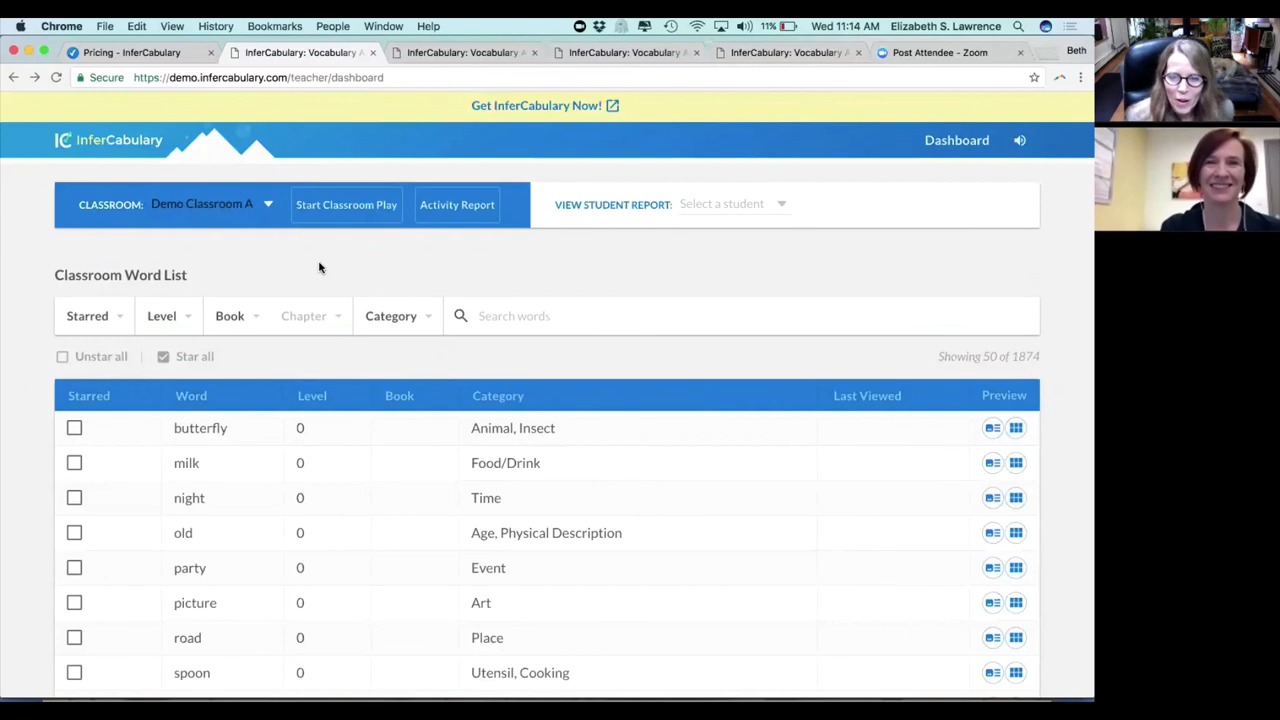 Chrome File Edit View History Bookmarks People Window Help 11% Wed 11:14 AM Elizabeth S. Lawrence
Pricing - InferCabulary InferCabulary: Vocabulary A InferCabulary: Vocabulary A InferCabulary: Vocabulary A InferCabulary: Vocabulary A Post Attendee - Zoom Beth
Secure https://demo.infercabulary.com/teacher/dashboard
Get InferCabulary Now!
IC InferCabulary Dashboard
CLASSROOM: Demo Classroom A Start Classroom Play Activity Report VIEW STUDENT REPORT: Select a student
Classroom Word List
Starred Level Book Chapter Category Search words
Unstar all | Star all Showing 50 of 1874
Starred Word Level Book Category Last Viewed Preview
butterfly 0 Animal, Insect
milk 0 Food/Drink
night 0 Time
old 0 Age, Physical Description
party 0 Event
picture 0 Art
road 0 Place
spoon 0 Utensil, Cooking